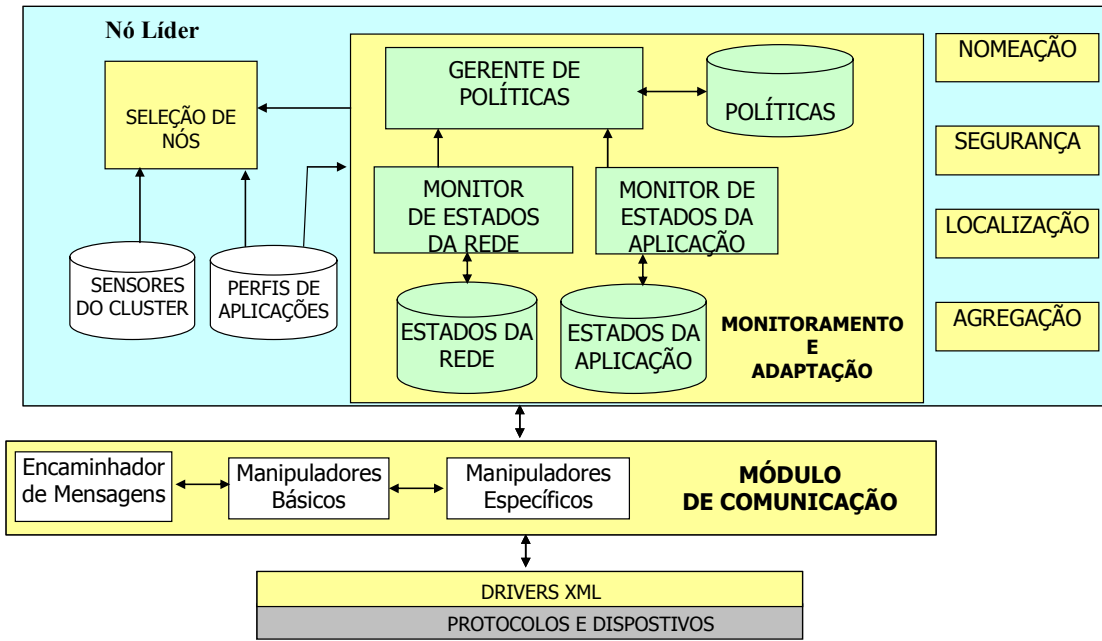 Nó Líder
SELEÇÃO DE
NÓS
SENSORES
DO CLUSTER
PERFIS DE
APLICAÇÕES
GERENTE DE
POLÍTICAS
POLÍTICAS
MONITOR
DE ESTADOS
DA REDE
MONITOR DE
ESTADOS DA
APLICAÇÃO
ESTADOS DA
REDE
ESTADOS DA
APLICAÇÃO
MONITORAMENTO
E
ADAPTAÇÃO
NOMEAÇÃO
SEGURANÇA
LOCALIZAÇÃO
AGREGAÇÃO
Encaminhador
de Mensagens
Manipuladores
Básicos
Manipuladores
Específicos
MÓDULO
DE COMUNICAÇÃO
DRIVERS XML
PROTOCOLOS E DISPOSTIVOS